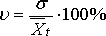 υ = σ / X̅ₜ · 100%